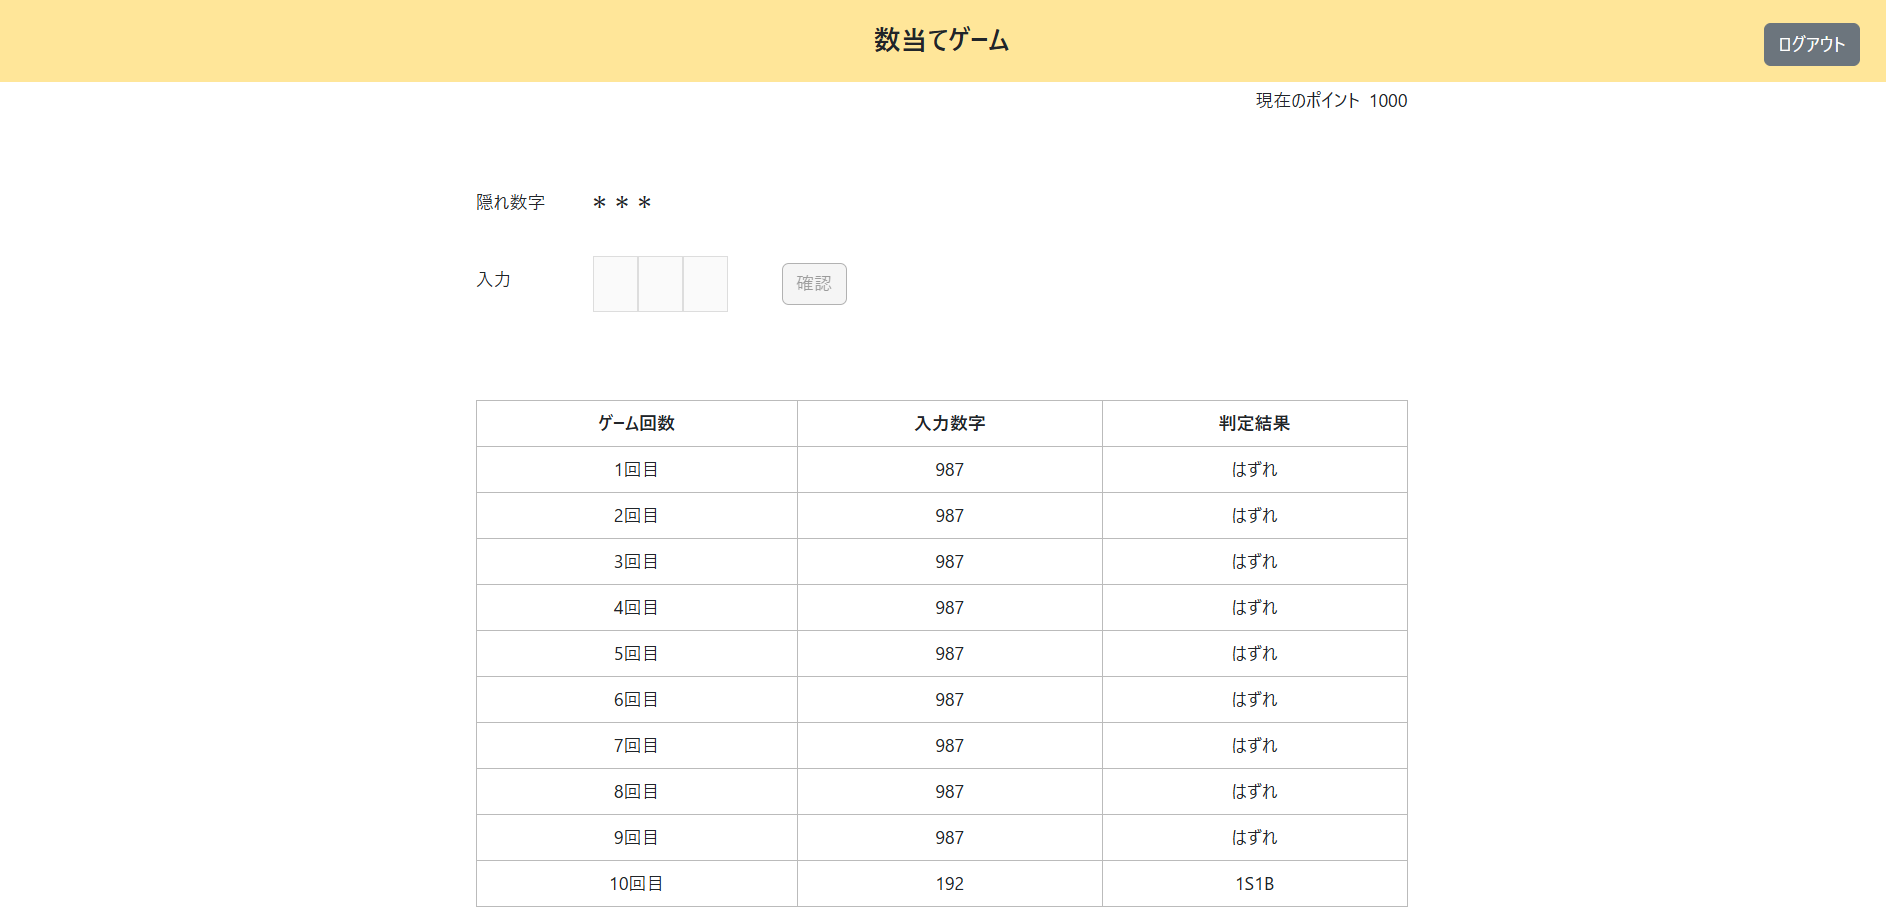 数当てゲーム
ログアウト
現在のポイント 1000
隠れ数字 * * *
入力 確認
ゲーム回数 入力数字 判定結果
1回目 987 はずれ
2回目 987 はずれ
3回目 987 はずれ
4回目 987 はずれ
5回目 987 はずれ
6回目 987 はずれ
7回目 987 はずれ
8回目 987 はずれ
9回目 987 はずれ
10回目 192 1S1B